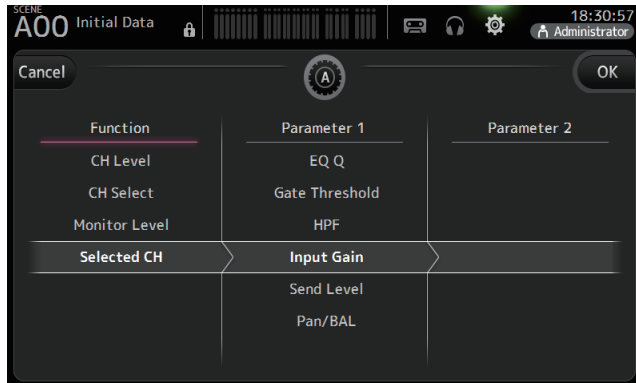 SCENE
A00 Initial Data
18:30:57
Administrator
Cancel
A
OK
Function
Parameter 1
Parameter 2
CH Level
EQ Q
CH Select
Gate Threshold
Monitor Level
HPF
Selected CH
Input Gain
Send Level
Pan/BAL